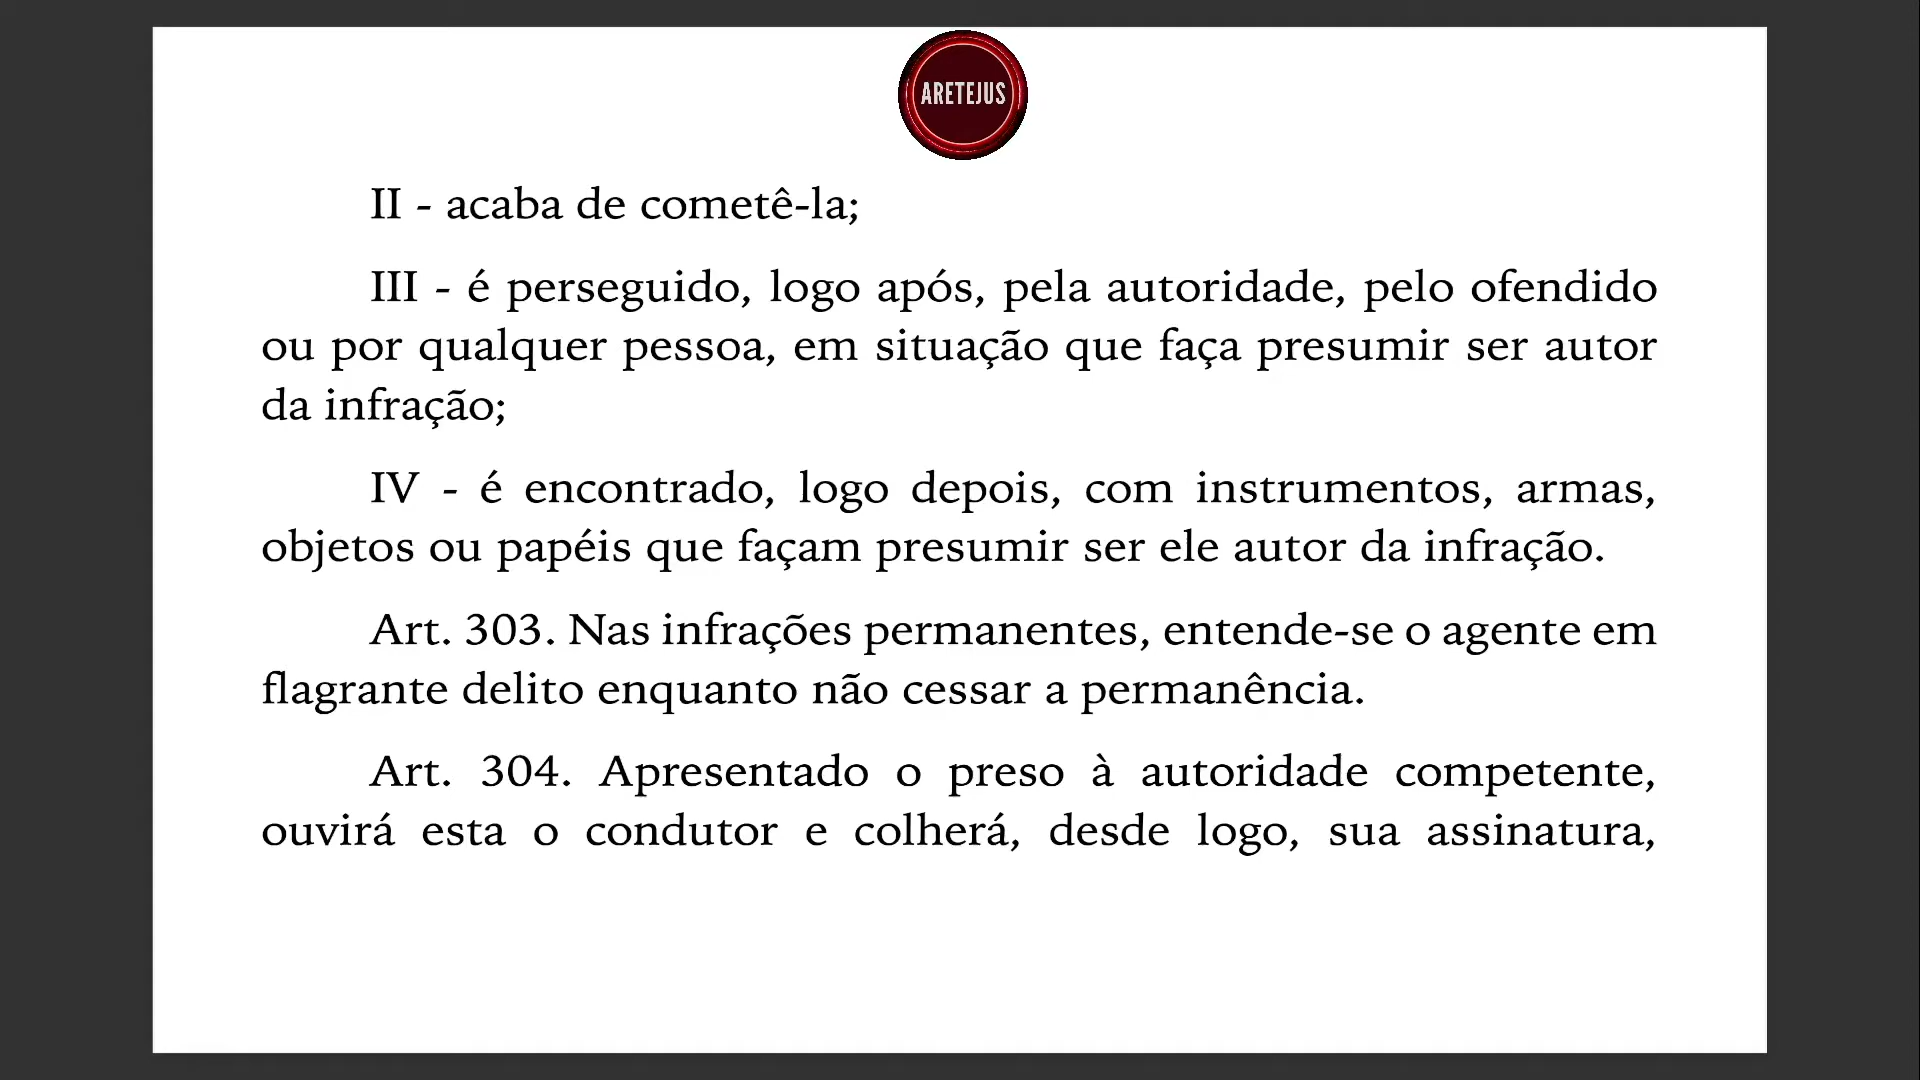 ARETEJUS
II - acaba de cometê-la;
III - é perseguido, logo após, pela autoridade, pelo ofendido
ou por qualquer pessoa, em situação que faça presumir ser autor
da infração;
IV - é encontrado, logo depois, com instrumentos, armas,
objetos ou papéis que façam presumir ser ele autor da infração.
Art. 303. Nas infrações permanentes, entende-se o agente em
flagrante delito enquanto não cessar a permanência.
Art. 304. Apresentado o preso à autoridade competente,
ouvirá esta o condutor e colherá, desde logo, sua assinatura,